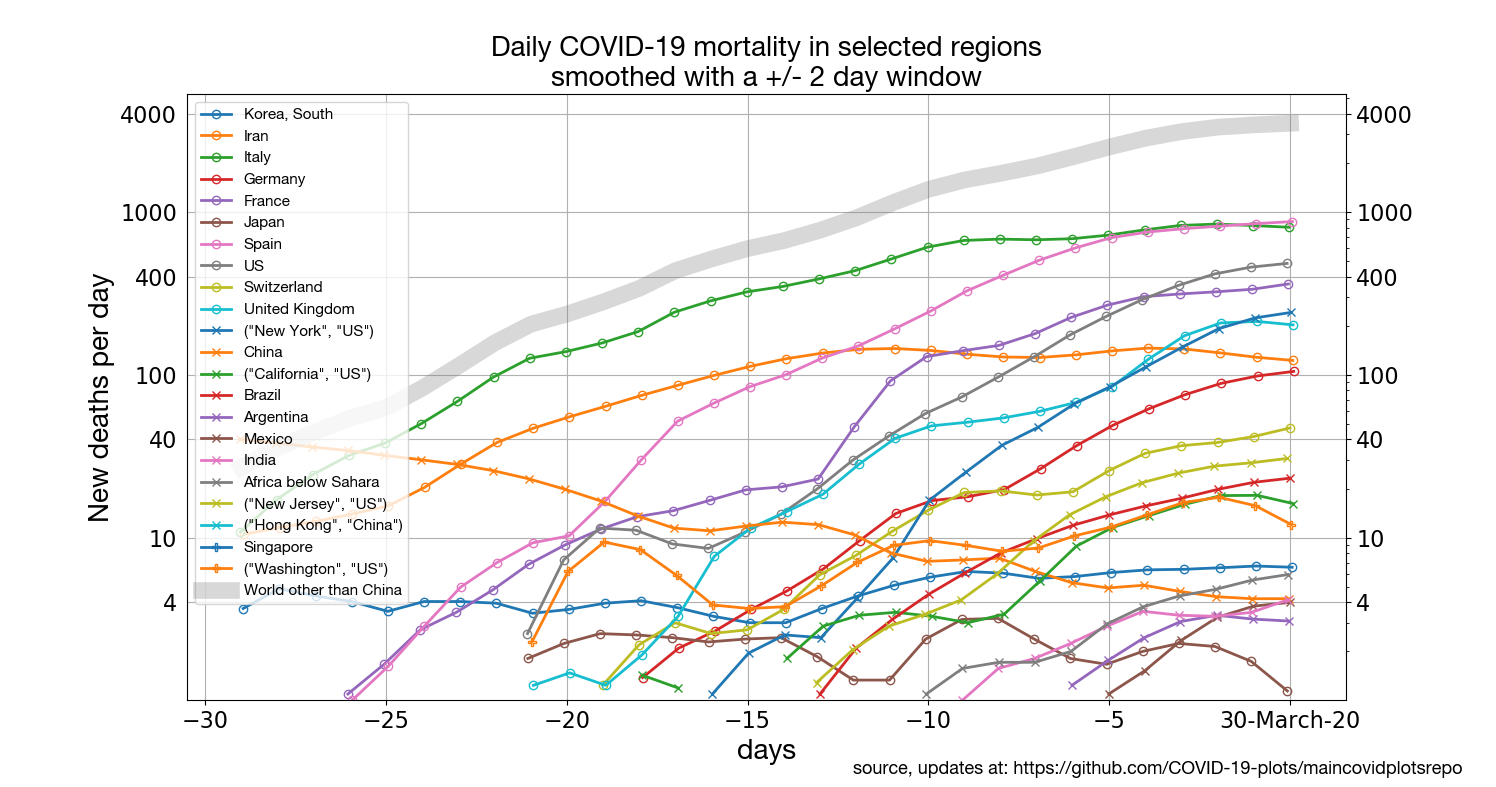 Daily COVID-19 mortality in selected regions
smoothed with a +/- 2 day window
New deaths per day
4000
1000
400
100
40
10
4
Korea, South
Iran
Italy
Germany
France
Japan
Spain
US
Switzerland
United Kingdom
("New York", "US")
China
("California", "US")
Brazil
Argentina
Mexico
India
Africa below Sahara
("New Jersey", "US")
("Hong Kong", "China")
Singapore
("Washington", "US")
World other than China
4000
1000
400
100
40
10
4
−30 −25 −20 −15 −10 −5 30-March-20
days
source, updates at: https://github.com/COVID-19-plots/maincovidplotsrepo